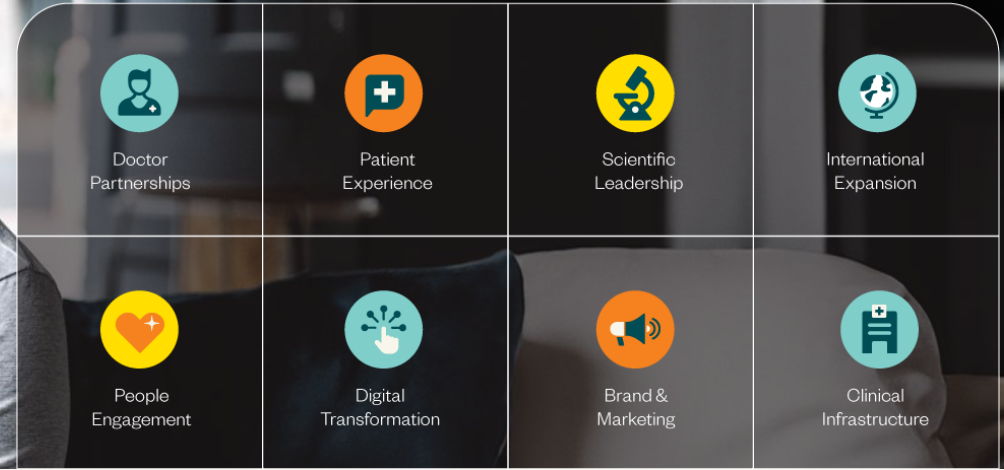 Doctor
Partnerships
Patient
Experience
Scientific
Leadership
International
Expansion
People
Engagement
Digital
Transformation
Brand &
Marketing
Clinical
Infrastructure